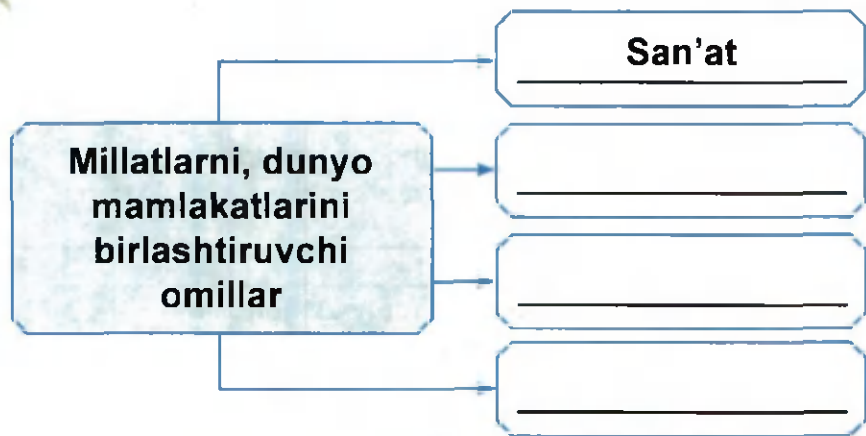 San’at
Millatlarni, dunyo
mamlakatlarini
birlashtiruvchi
omillar